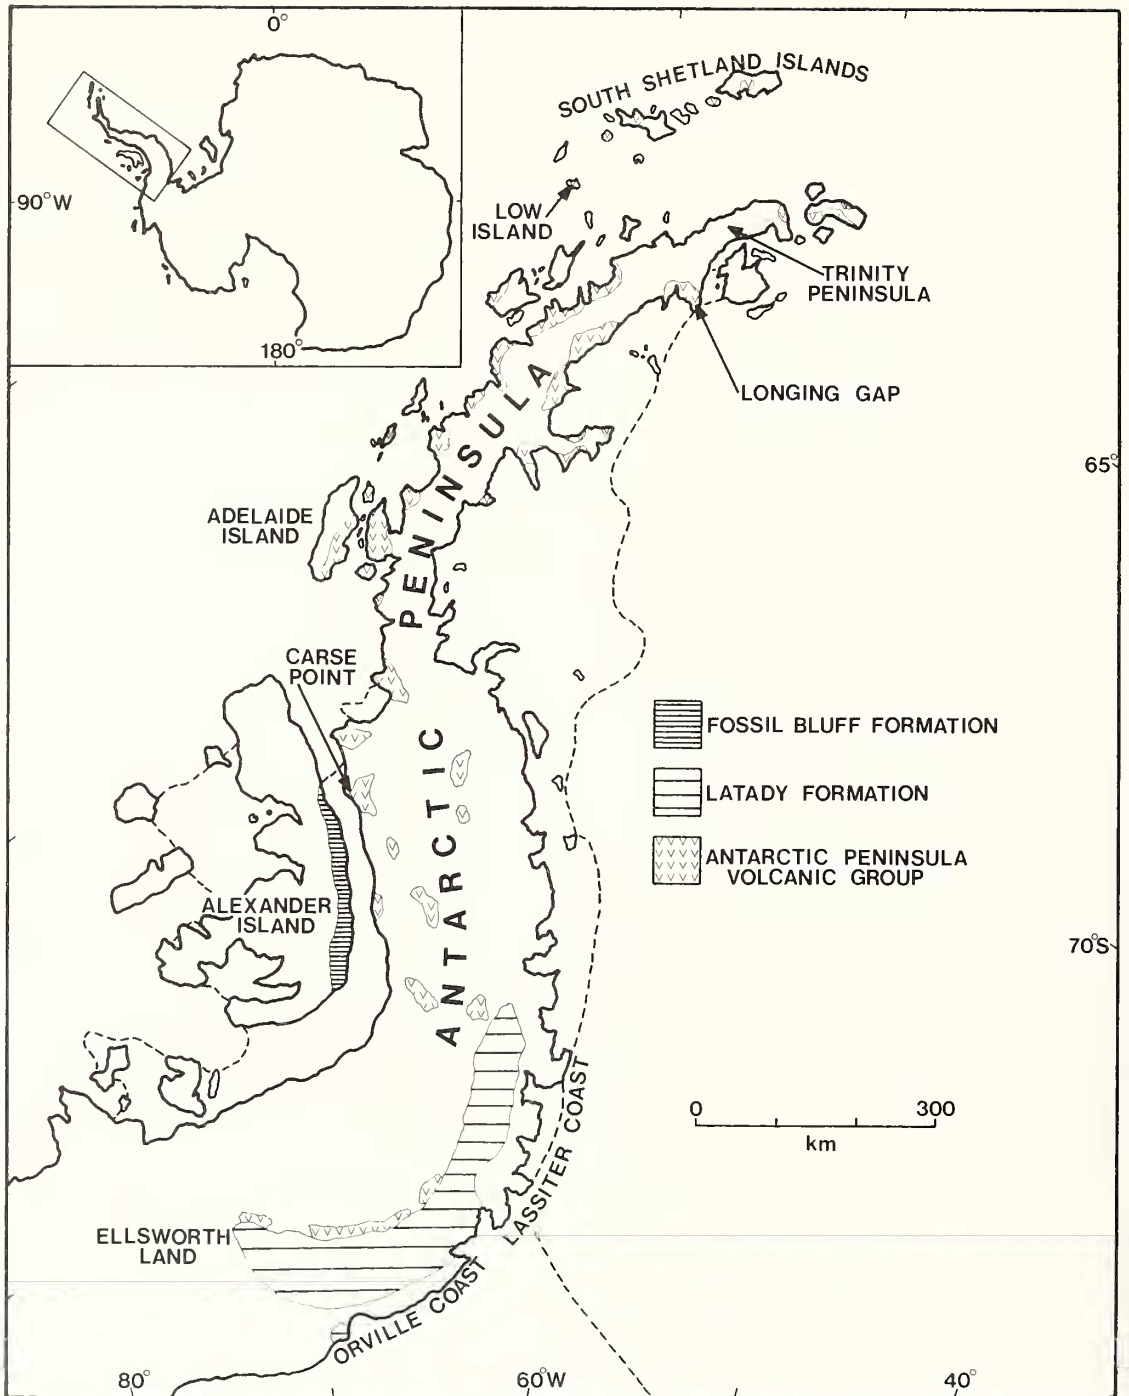 0°
90°W
180°
SOUTH SHETLAND ISLANDS
LOW
ISLAND
TRINITY
PENINSULA
LONGING GAP
65°
ADELAIDE
ISLAND
ANTARCTIC PENINSULA
CARSE
POINT
FOSSIL BLUFF FORMATION
LATADY FORMATION
ANTARCTIC PENINSULA
VOLCANIC GROUP
ALEXANDER
ISLAND
70°S
0 300
km
LASSITER COAST
ELLSWORTH
LAND
ORVILLE COAST
80° 60°W 40°